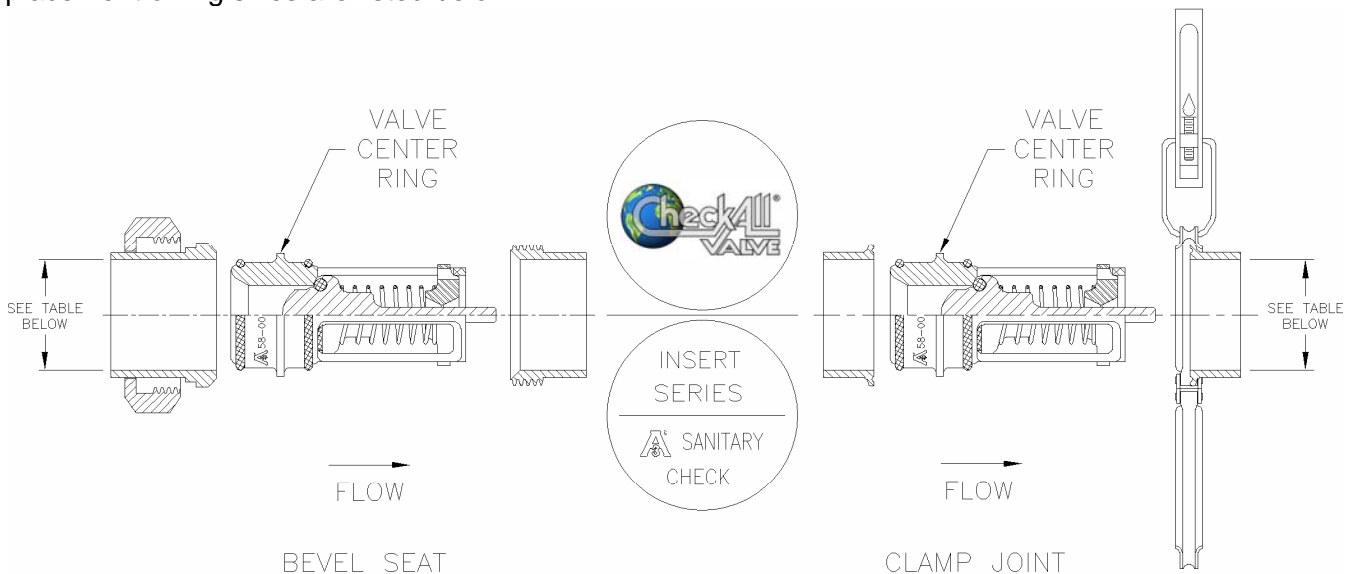 VALVE
CENTER
RING
SEE TABLE
BELOW
58-00
BEVEL SEAT
FLOW
CheckAll®
VALVE
INSERT
SERIES
SANITARY
CHECK
VALVE
CENTER
RING
58-00
SEE TABLE
BELOW
FLOW
CLAMP JOINT